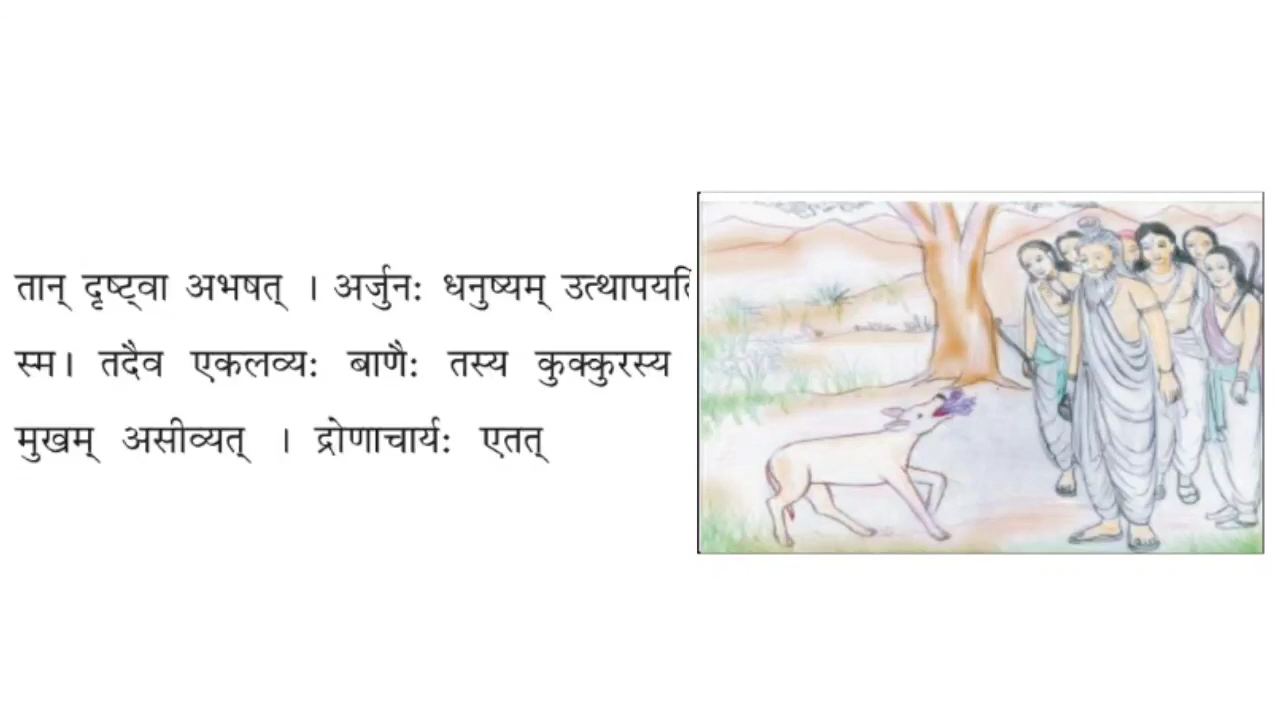 तान् दृष्ट्वा अभषत् । अर्जुनः धनुष्यम् उत्थापयति
स्म। तदैव एकलव्यः बाणैः तस्य कुक्कुरस्य
मुखम् असीव्यत् । द्रोणाचार्यः एतत्